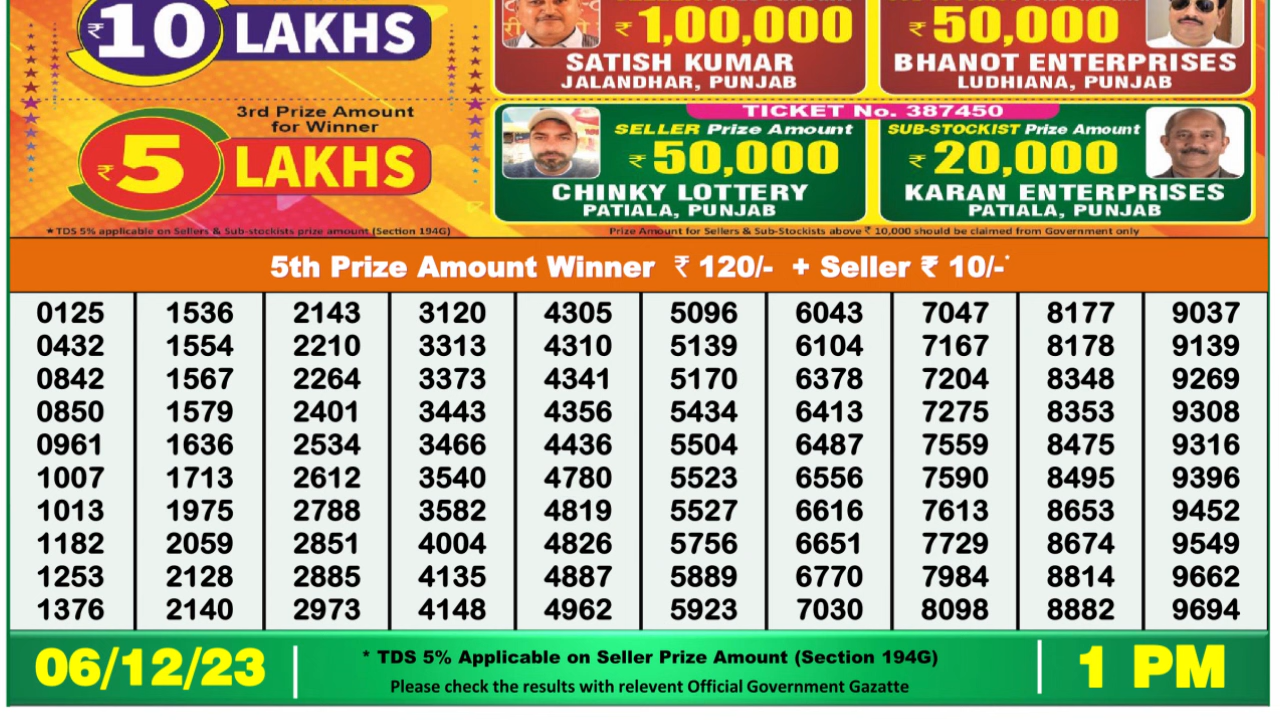 ₹10 LAKHS
₹ 1,00,000
SATISH KUMAR
JALANDHAR, PUNJAB
₹ 50,000
BHANOT ENTERPRISES
LUDHIANA, PUNJAB
3rd Prize Amount
for Winner
₹5 LAKHS
TICKET No. 387450
SELLER Prize Amount
₹ 50,000
CHINKY LOTTERY
PATIALA, PUNJAB
SUB-STOCKIST Prize Amount
₹ 20,000
KARAN ENTERPRISES
PATIALA, PUNJAB
★TDS 5% applicable on Sellers & Sub-stockists prize amount (Section 194G)
Prize Amount for Sellers & Sub-Stockists above ₹ 10,000 should be claimed from Government only
5th Prize Amount Winner ₹ 120/- + Seller ₹ 10/-*
0125 1536 2143 3120 4305 5096 6043 7047 8177 9037
0432 1554 2210 3313 4310 5139 6104 7167 8178 9139
0842 1567 2264 3373 4341 5170 6378 7204 8348 9269
0850 1579 2401 3443 4356 5434 6413 7275 8353 9308
0961 1636 2534 3466 4436 5504 6487 7559 8475 9316
1007 1713 2612 3540 4780 5523 6556 7590 8495 9396
1013 1975 2788 3582 4819 5527 6616 7613 8653 9452
1182 2059 2851 4004 4826 5756 6651 7729 8674 9549
1253 2128 2885 4135 4887 5889 6770 7984 8814 9662
1376 2140 2973 4148 4962 5923 7030 8098 8882 9694
06/12/23
* TDS 5% Applicable on Seller Prize Amount (Section 194G)
Please check the results with relevent Official Government Gazatte
1 PM